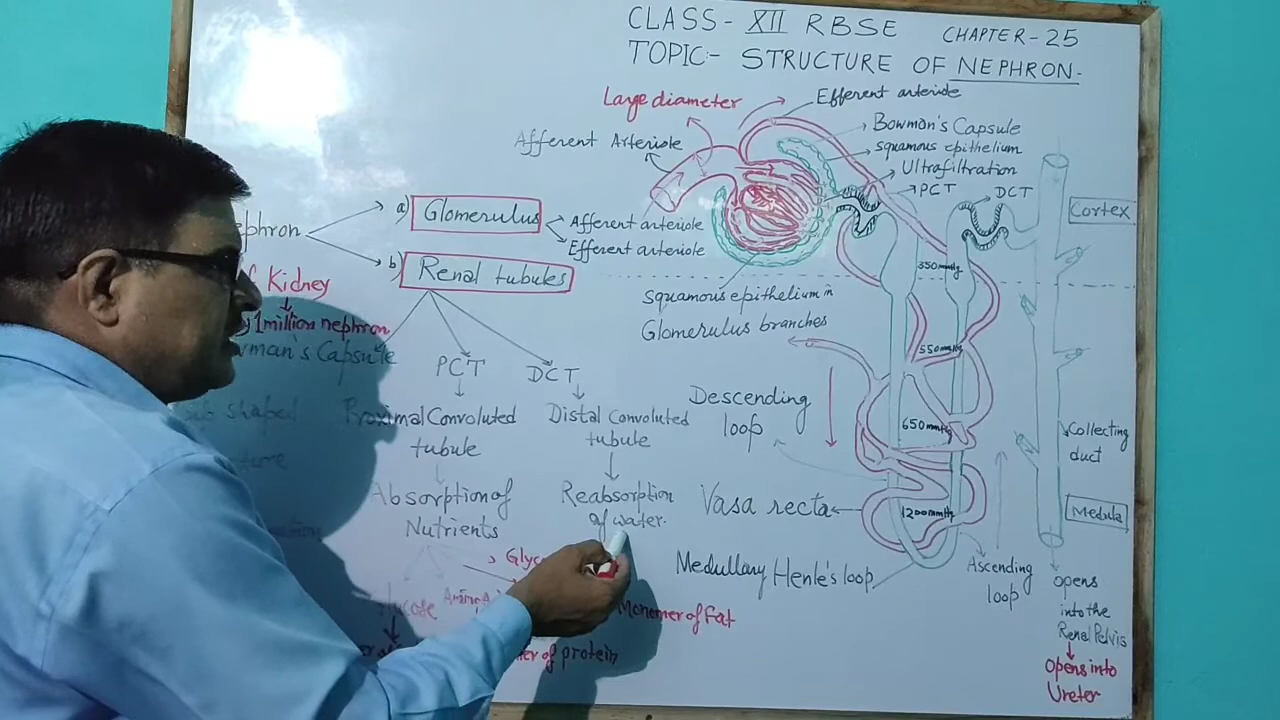 CLASS- XII RBSE CHAPTER-25
TOPIC- STRUCTURE OF NEPHRON-
Large diameter
Efferent arteriole
Afferent Arteriole
Bowman's Capsule
squamous epithelium
Ultrafiltration
PCT
DCT
Cortex
a) Glomerulus
Afferent arteriole
Efferent arteriole
b) Renal tubules
Kidney
1 million nephron
Capsule
PCT
DCT
Proximal Convoluted
tubule
Distal Convoluted
tubule
Absorption of
Nutrients
Reabsorption
of water.
Squamous epithelium in
Glomerulus branches
350mmHg
550mmHg
650mmHg
1200mmHg
Descending
loop
Vasa recta
Medullary Henle's loop
Ascending
loop
Collecting
duct
Medula
opens
into the
Renal Pelvis
Opens into
Ureter
Monomer of Fat
of protein